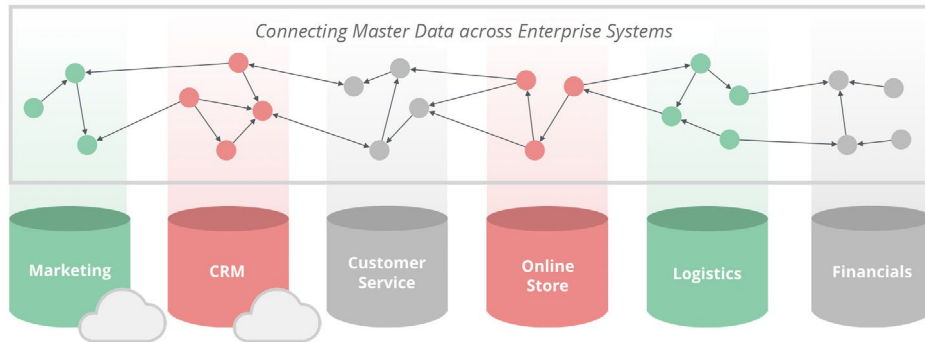 Connecting Master Data across Enterprise Systems
Marketing
CRM
Customer
Service
Online
Store
Logistics
Financials